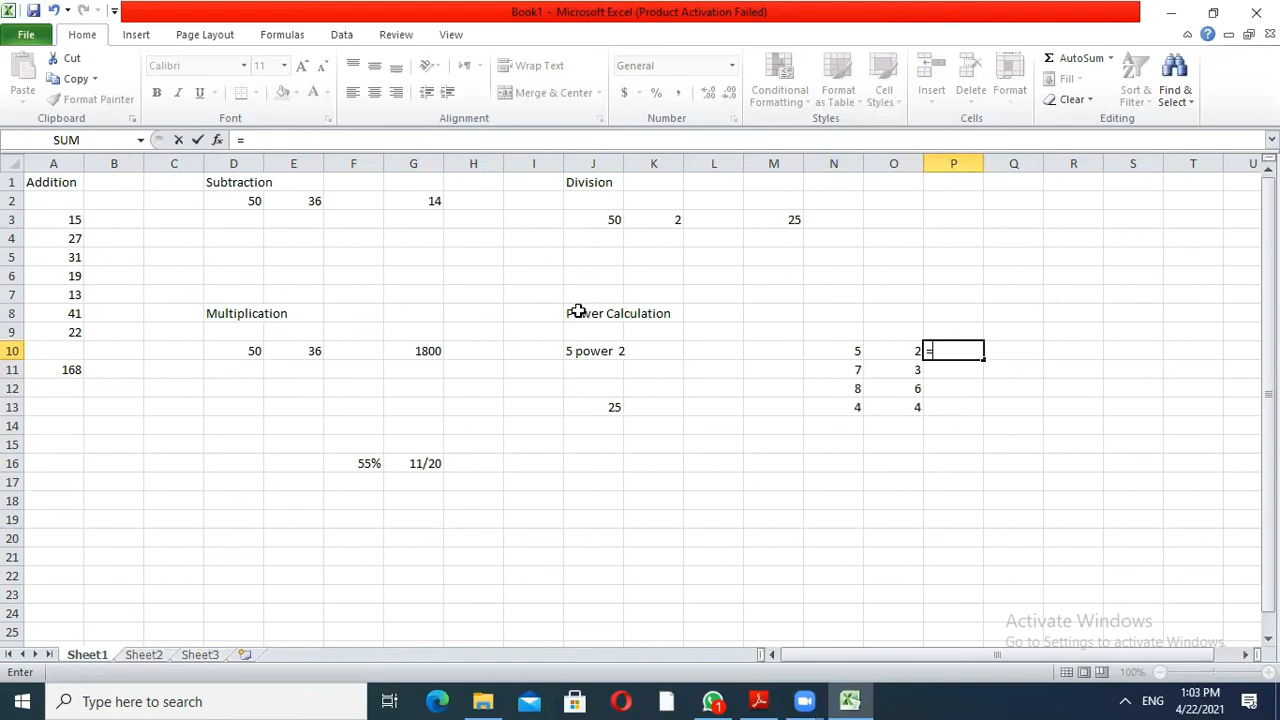 Book1 - Microsoft Excel (Product Activation Failed)
File Home Insert Page Layout Formulas Data Review View
Paste
Cut
Copy
Format Painter
Clipboard
Calibri 11
B I U
Font
Wrap Text
Merge & Center
Alignment
General
$ % ,
Number
Conditional Formatting
Format as Table
Cell Styles
Styles
Insert Delete Format
Cells
AutoSum
Fill
Clear
Sort & Filter
Find & Select
Editing
SUM fx =
A B C D E F G H I J K L M N O P Q R S T U
1 Addition Subtraction Division
2 50 36 14
3 15 50 2 25
4 27
5 31
6 19
7 13
8 41 Multiplication Power Calculation
9 22
10 50 36 1800 5 power 2 5 2 =
11 168 7 3
12 8 6
13 25 4 4
14
15
16 55% 11/20
17
18
19
20
21
22
23
24
25
Activate Windows
Go to Settings to activate Windows.
Sheet1 Sheet2 Sheet3
Enter 100%
Type here to search
1
ENG
1:03 PM
4/22/2021